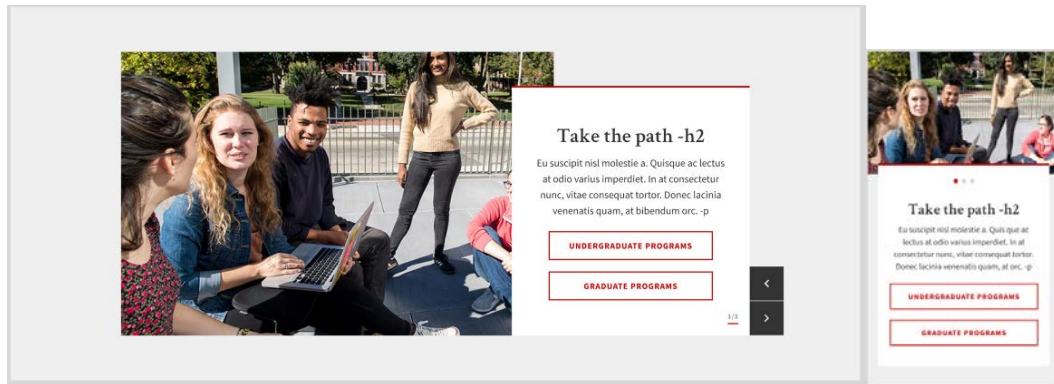 Take the path -h2
Eu suscipit nisl molestie a. Quisque ac lectus
at odio varius imperdiet. In at consectetur
nunc, vitae consequat tortor. Donec lacinia
venenatis quam, at bibendum orc. -p
UNDERGRADUATE PROGRAMS
GRADUATE PROGRAMS
1/3
Take the path -h2
Eu suscipit nisl molestie a. Quis que ac
lectus at odio varius imperdiet. In at
consectetur nunc, vitae consequat tortor.
Donec lacinia venenatis quam, at orc. -p
UNDERGRADUATE PROGRAMS
GRADUATE PROGRAMS